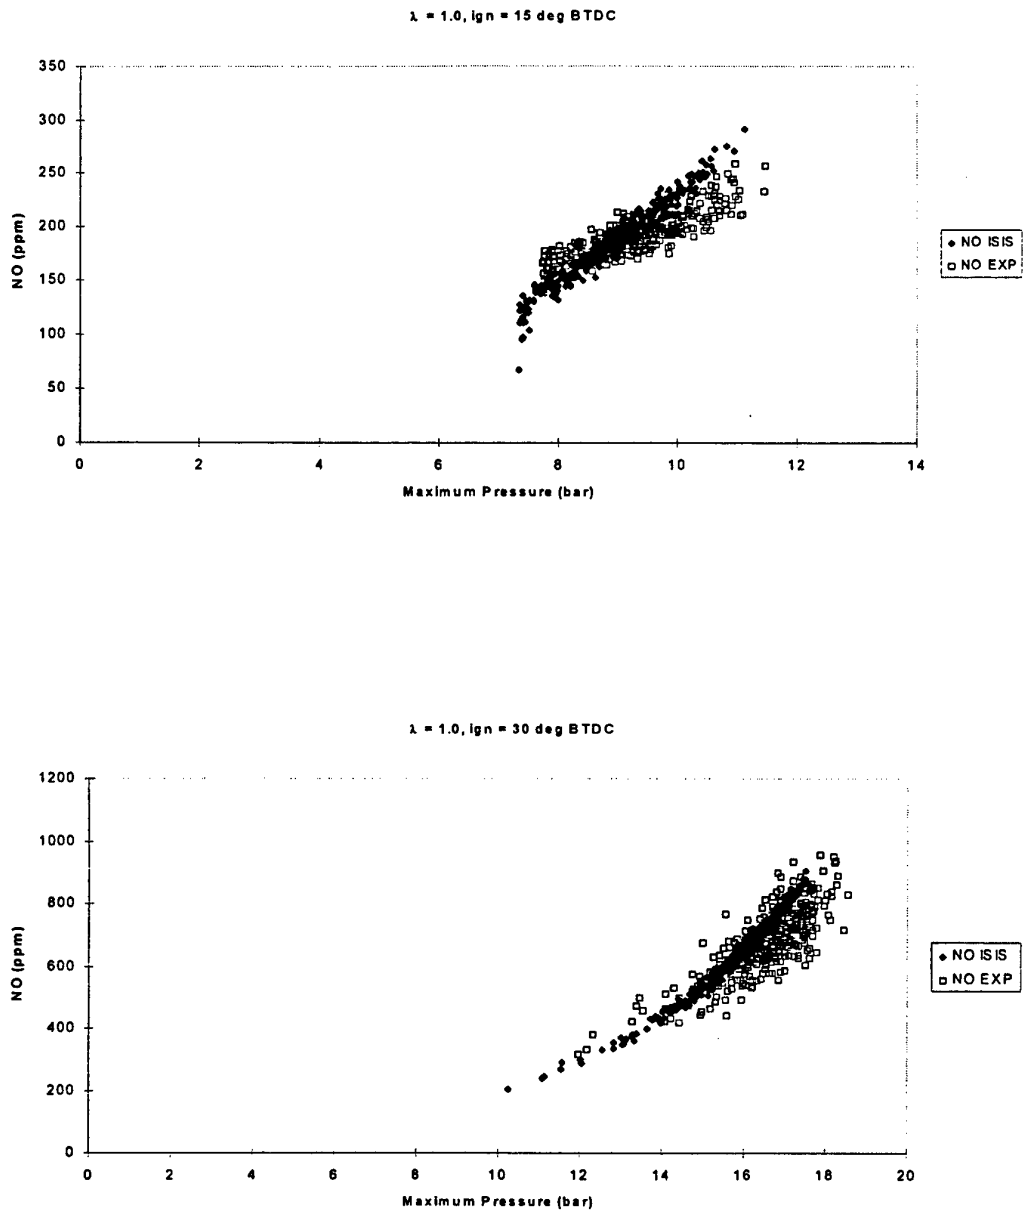 λ = 1.0, ign = 15 deg BTDC
350
300
250
200
150
100
50
0
NO (ppm)
0 2 4 6 8 10 12 14
Maximum Pressure (bar)
NO ISIS
NO EXP
λ = 1.0, ign = 30 deg BTDC
1200
1000
800
600
400
200
0
NO (ppm)
0 2 4 6 8 10 12 14 16 18 20
Maximum Pressure (bar)
NO ISIS
NO EXP